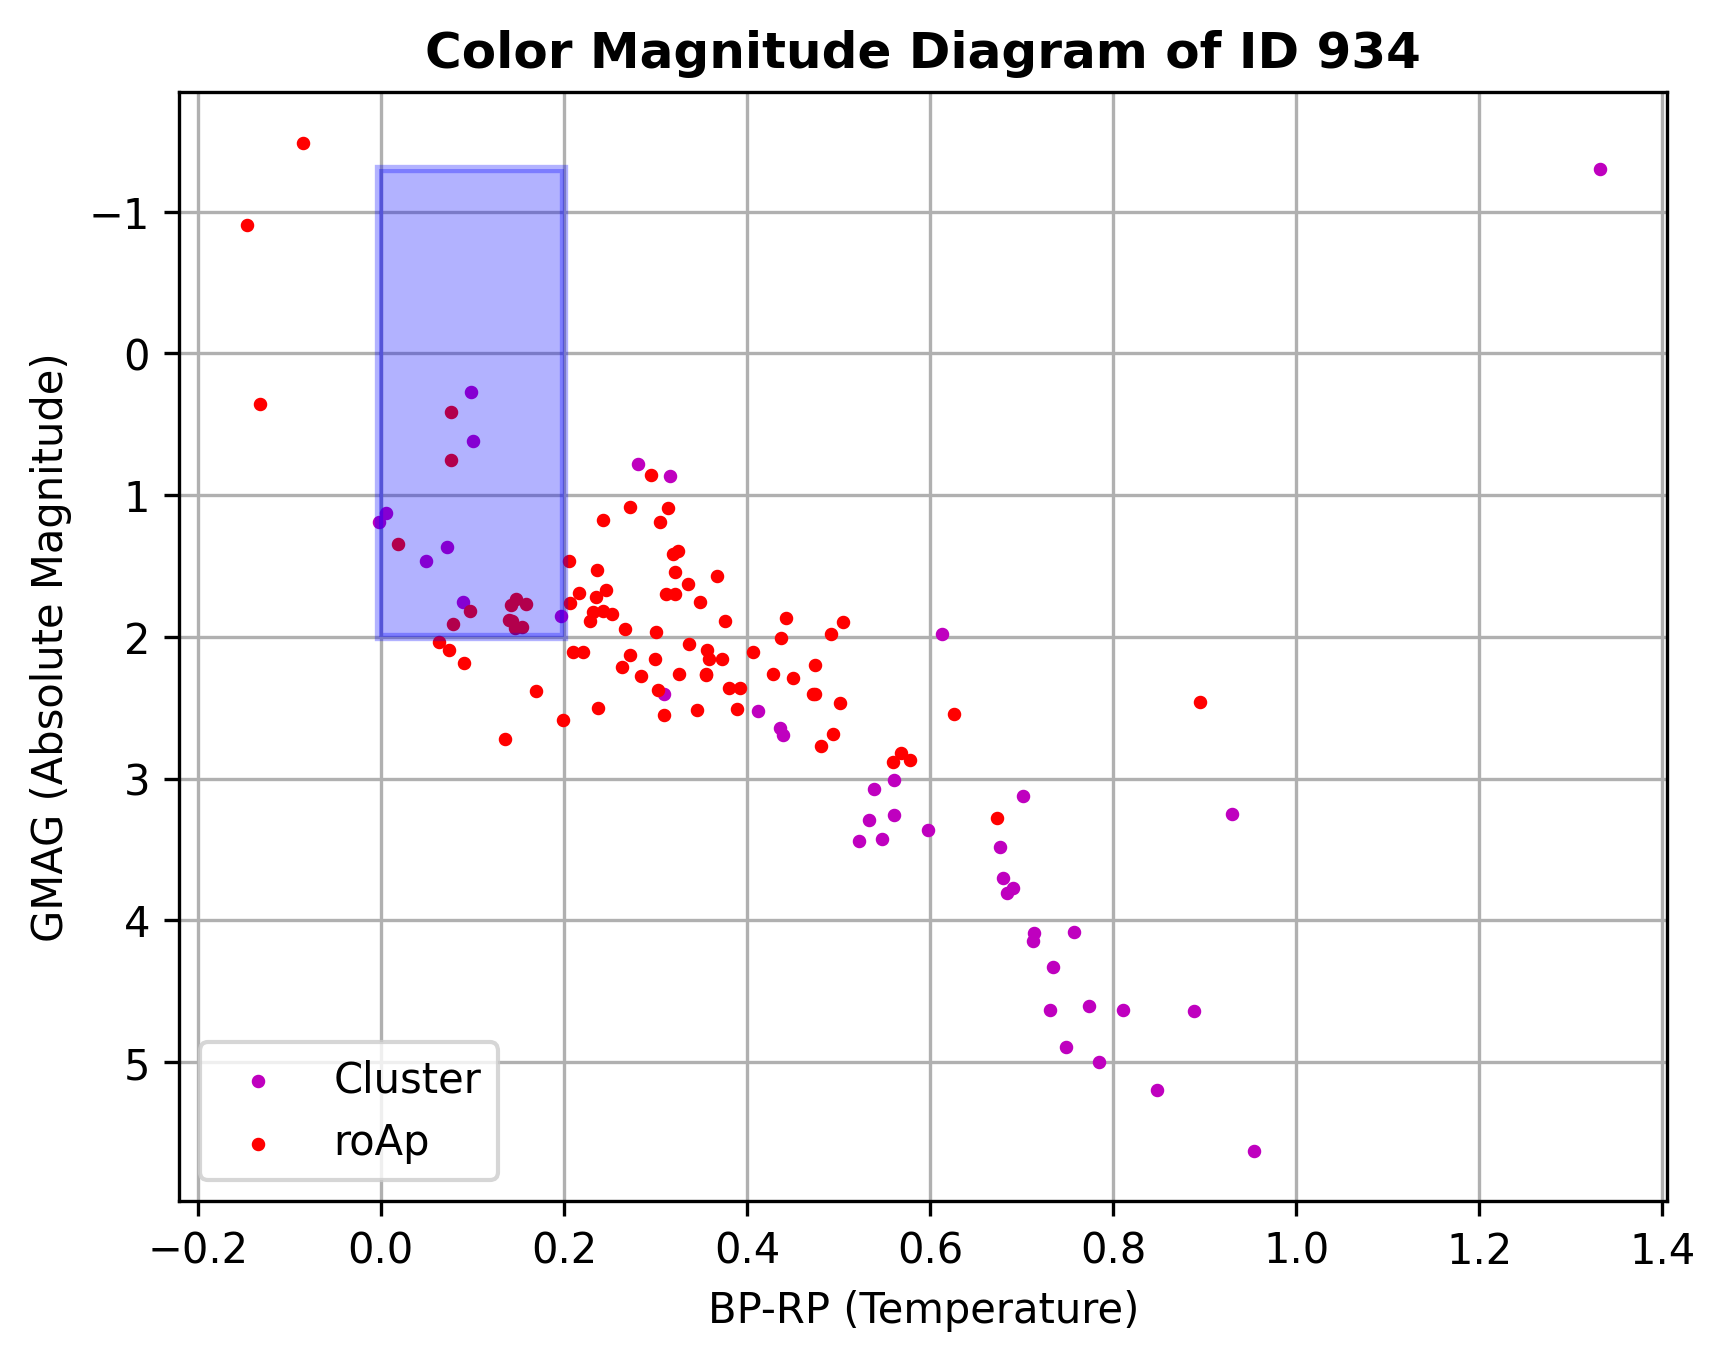 Color Magnitude Diagram of ID 934
GMAG (Absolute Magnitude)
−1
0
1
2
3
4
5
Cluster
roAp
−0.2 0.0 0.2 0.4 0.6 0.8 1.0 1.2 1.4
BP-RP (Temperature)